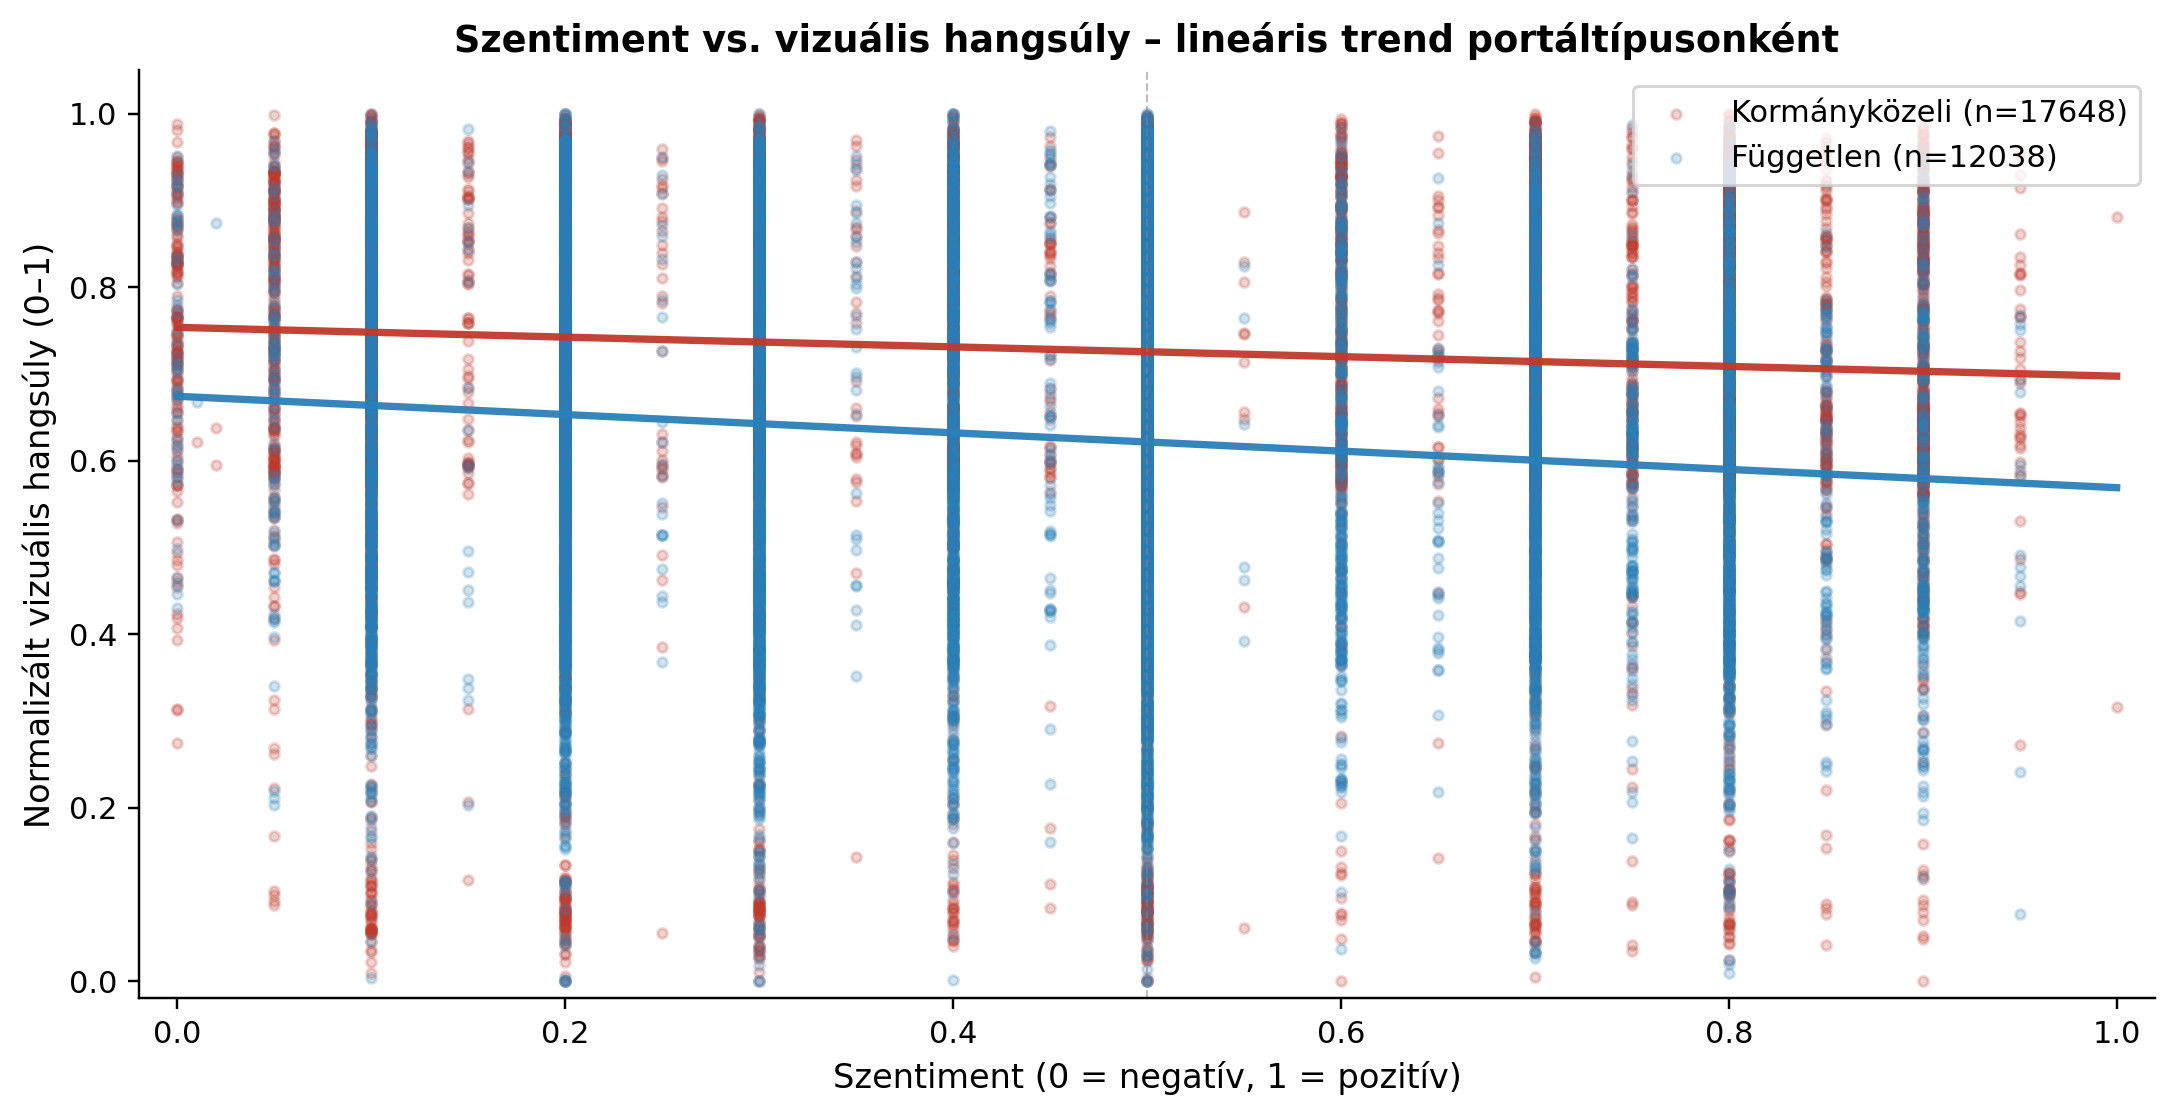 Szentiment vs. vizuális hangsúly – lineáris trend portáltípusonként
Kormányközeli (n=17648)
Független (n=12038)
Normalizált vizuális hangsúly (0–1)
1.0
0.8
0.6
0.4
0.2
0.0
0.0 0.2 0.4 0.6 0.8 1.0
Szentiment (0 = negatív, 1 = pozitív)